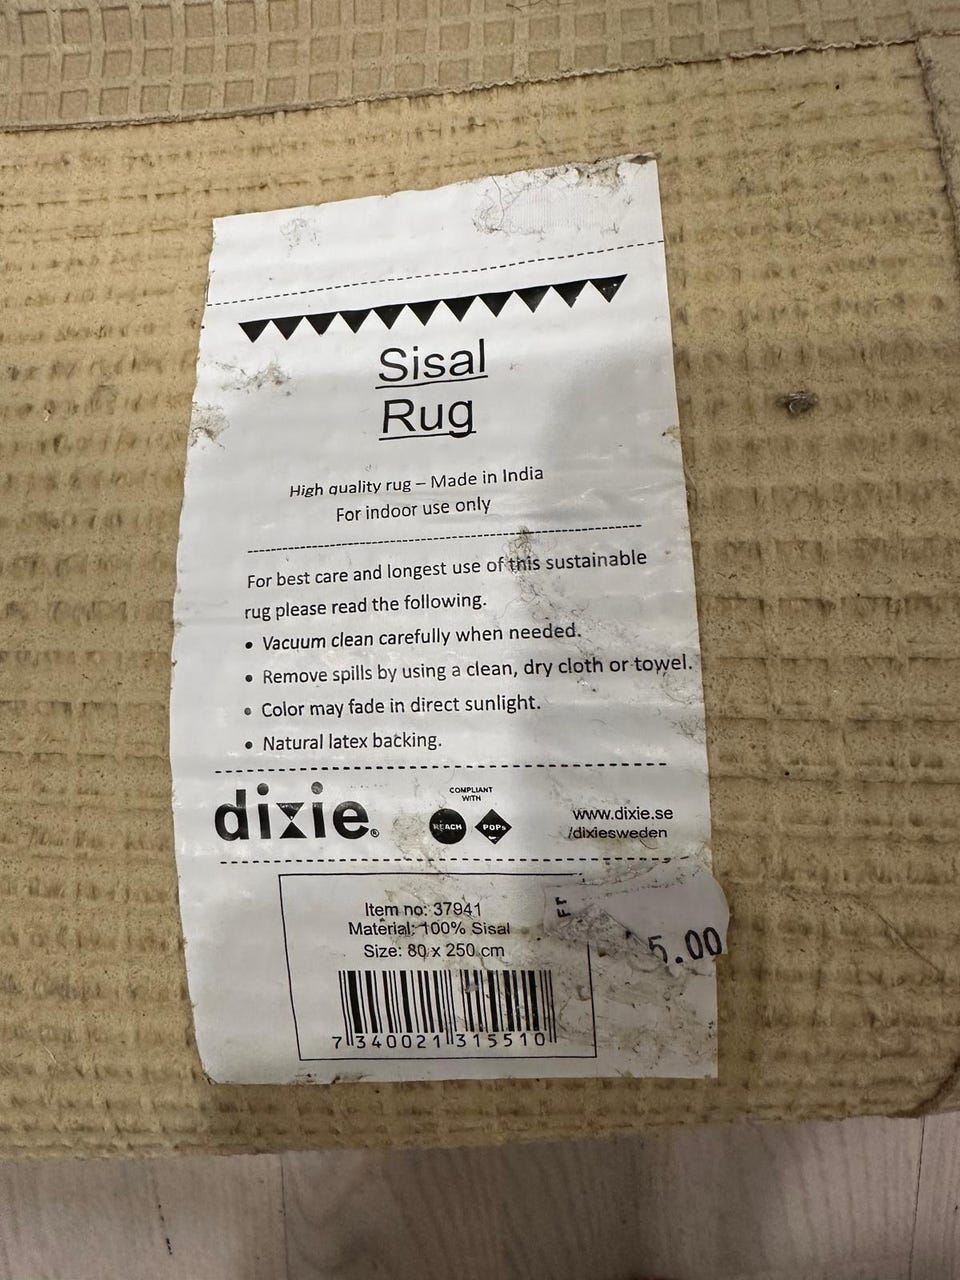 Sisal
Rug
High quality rug – Made in India
For indoor use only
For best care and longest use of this sustainable
rug please read the following.
• Vacuum clean carefully when needed.
• Remove spills by using a clean, dry cloth or towel.
• Color may fade in direct sunlight.
• Natural latex backing.
dixie®
COMPLIANT
WITH
REACH
POPs
www.dixie.se
/dixiesweden
Item no: 37941
Material: 100% Sisal
Size: 80 x 250 cm
5.00
7 340021 315510